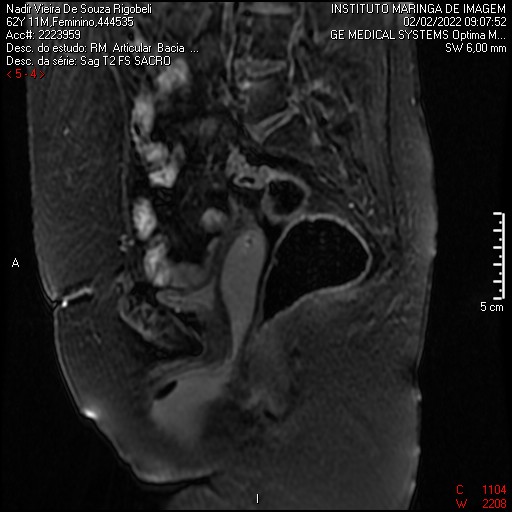 Nadir Vieira De Souza Rigobeli
62Y 11M,Feminino,444535
Acc#: 2223959
Desc. do estudo: RM Articular Bacia ...
Desc. da série: Sag T2 FS SACRO
< 5 - 4 >
INSTITUTO MARINGA DE IMAGEM
02/02/2022 09:07:52
GE MEDICAL SYSTEMS Optima M...
SW 6,00 mm
A
5 cm
I
C 1104
W 2208